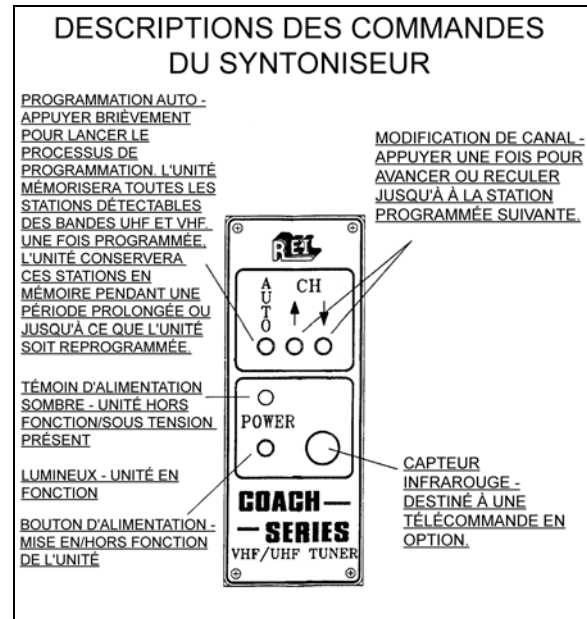 DESCRIPTIONS DES COMMANDES
DU SYNTONISEUR
PROGRAMMATION AUTO -
APPUYER BRIÈVEMENT
POUR LANCER LE
PROCESSUS DE
PROGRAMMATION. L'UNITÉ
MÉMORISERA TOUTES LES
STATIONS DÉTECTABLES
DES BANDES UHF ET VHF.
UNE FOIS PROGRAMMÉE,
L'UNITÉ CONSERVERA
CES STATIONS EN
MÉMOIRE PENDANT UNE
PÉRIODE PROLONGÉE OU
JUSQU'À CE QUE L'UNITÉ
SOIT REPROGRAMMÉE.
TÉMOIN D'ALIMENTATION
SOMBRE - UNITÉ HORS
FONCTION/SOUS TENSION
PRÉSENT
LUMINEUX - UNITÉ EN
FONCTION
BOUTON D'ALIMENTATION -
MISE EN/HORS FONCTION
DE L'UNITÉ
MODIFICATION DE CANAL -
APPUYER UNE FOIS POUR
AVANCER OU RECULER
JUSQU'À À LA STATION
PROGRAMMÉE SUIVANTE.
REI
AUTO
CH
POWER
COACH
SERIES
VHF/UHF TUNER
CAPTEUR
INFRAROUGE -
DESTINÉ À UNE
TÉLÉCOMMANDE EN
OPTION.